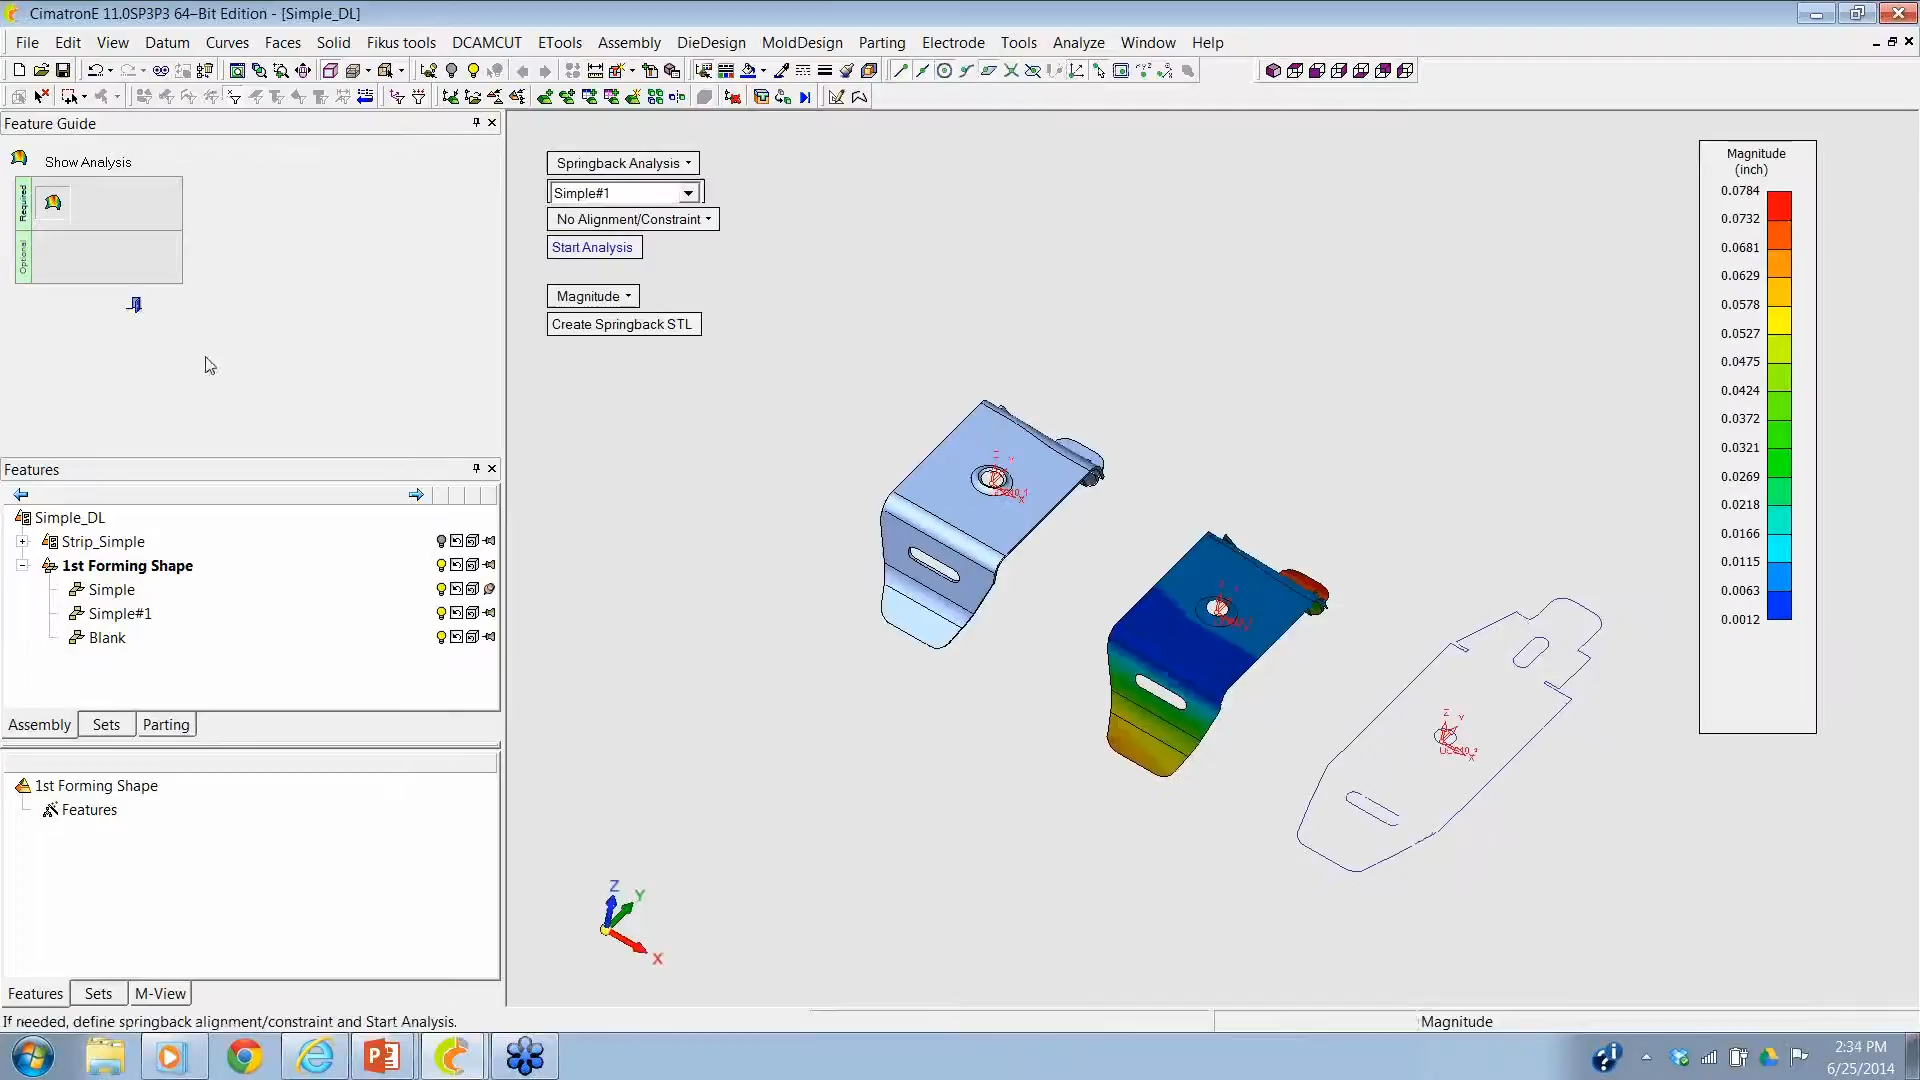 CimatronE 11.0SP3P3 64-Bit Edition - [Simple_DL]
File Edit View Datum Curves Faces Solid Fikus tools DCAMCUT ETools Assembly DieDesign MoldDesign Parting Electrode Tools Analyze Window Help
Feature Guide
Show Analysis
Required
Optional
Springback Analysis
Simple#1
No Alignment/Constraint
Start Analysis
Magnitude
Create Springback STL
Magnitude
(inch)
0.0784
0.0732
0.0681
0.0629
0.0578
0.0527
0.0475
0.0424
0.0372
0.0321
0.0269
0.0218
0.0166
0.0115
0.0063
0.0012
Features
Simple_DL
Strip_Simple
1st Forming Shape
Simple
Simple#1
Blank
Assembly Sets Parting
1st Forming Shape
Features
Z
Y
X
Z
Y
X
Features Sets M-View
If needed, define springback alignment/constraint and Start Analysis.
Magnitude
2:34 PM
6/25/2014